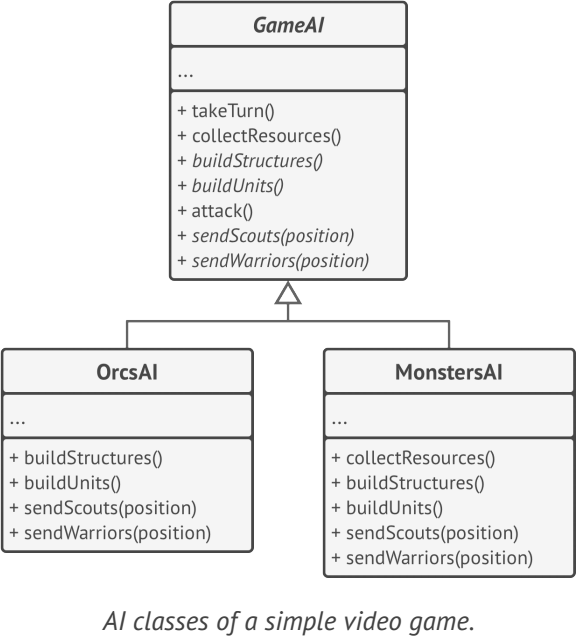 GameAI
...
+ takeTurn()
+ collectResources()
+ buildStructures()
+ buildUnits()
+ attack()
+ sendScouts(position)
+ sendWarriors(position)
OrcsAI
...
+ buildStructures()
+ buildUnits()
+ sendScouts(position)
+ sendWarriors(position)
MonstersAI
...
+ collectResources()
+ buildStructures()
+ buildUnits()
+ sendScouts(position)
+ sendWarriors(position)
AI classes of a simple video game.